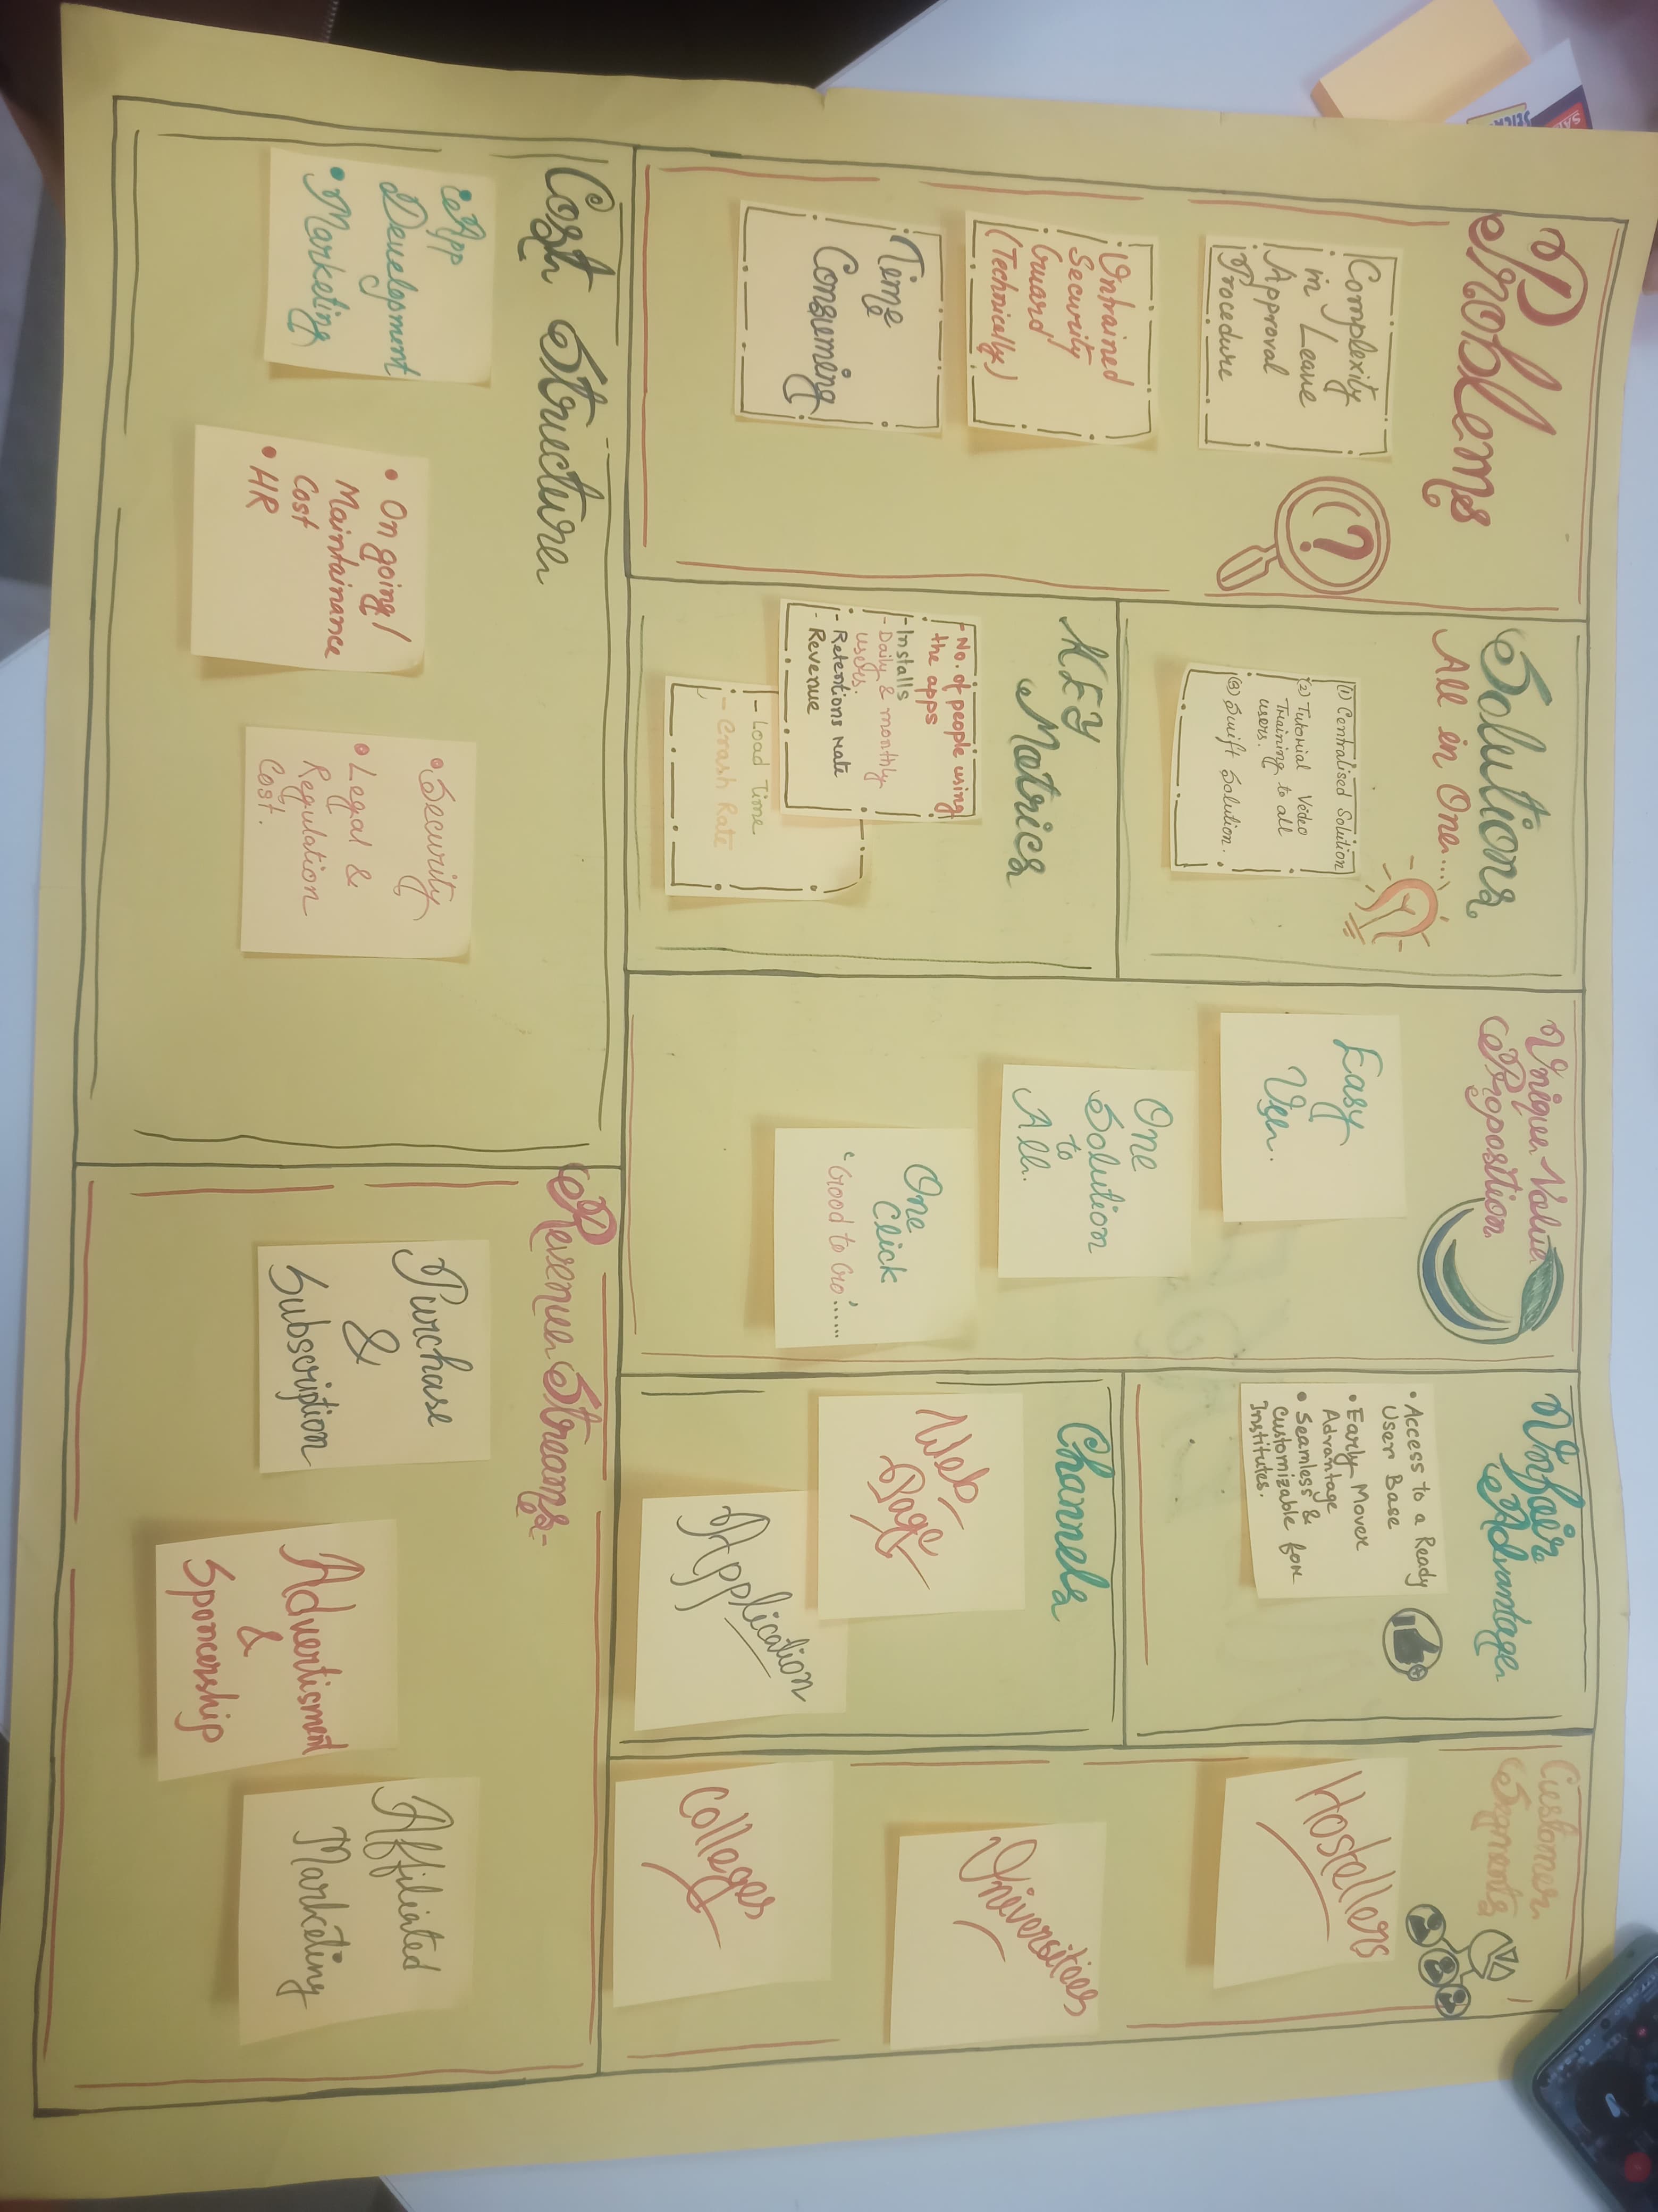 Problems
Complexity
in Leave
Approval
Procedure
Untrained
Security
Guard
(Technically)
Time
Consuming
Solutions
All in One...
(1) Centralised Solution
(2) Tutorial Video
Training to all
users.
(3) Swift Solution.
KEY
Metrics
- No. of people using
the apps
- Installs
- Daily & monthly
users.
- Retentions rate
- Revenue
- Load Time
- Crash Rate
Unique Value
Proposition
Easy
User.
One
Solution
to
All.
One
Click
'Good to Go'.....
Unfair
Advantage
• Access to a Ready
User Base
• Early Mover
Advantage
• Seamless &
Customizable for
Institutes.
Channels
Web
Page
Application
Customer
Segments
Hostellers
Universities
Colleges
Cost Structure
• App
Development
• Marketing
• On going /
Maintainance
Cost
• HR
• Security
• Legal &
Regulation
Cost.
Revenue Streams
Purchase
&
Subscription
Advertisment
&
Sponcership
Affiliated
Marketing